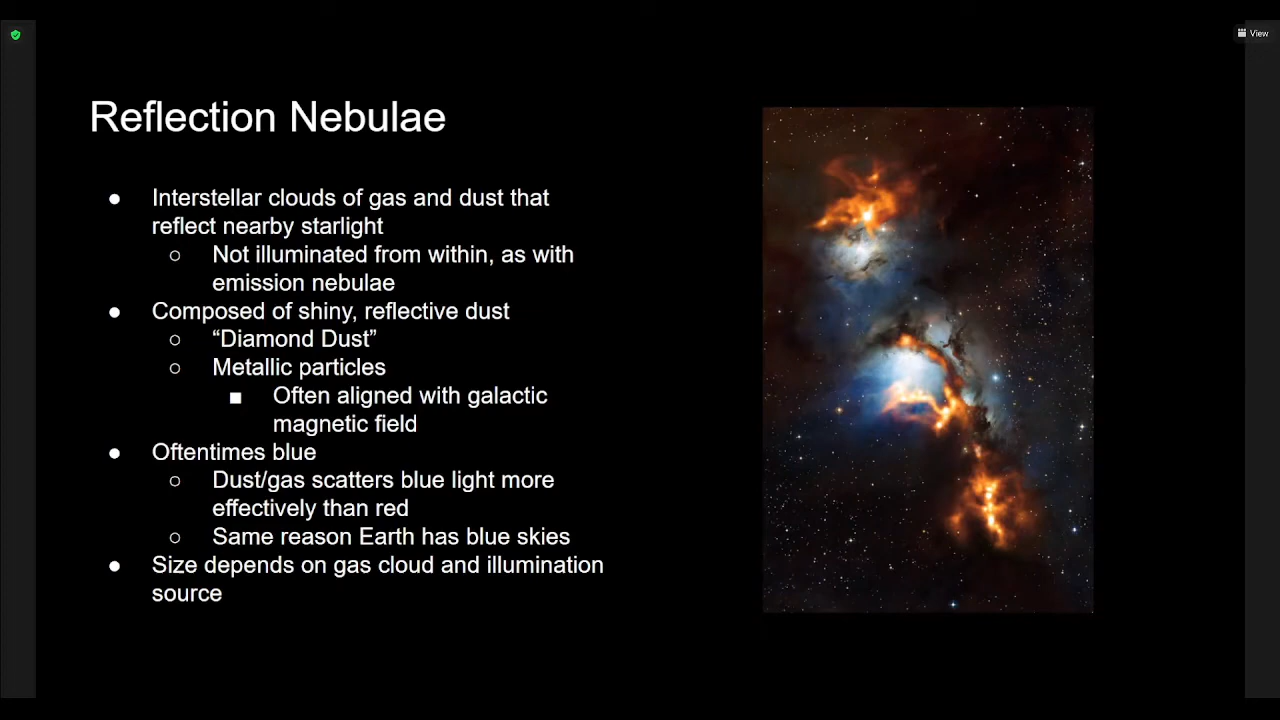 View
Reflection Nebulae
● Interstellar clouds of gas and dust that
reflect nearby starlight
○ Not illuminated from within, as with
emission nebulae
● Composed of shiny, reflective dust
○ “Diamond Dust”
○ Metallic particles
■ Often aligned with galactic
magnetic field
● Oftentimes blue
○ Dust/gas scatters blue light more
effectively than red
○ Same reason Earth has blue skies
● Size depends on gas cloud and illumination
source